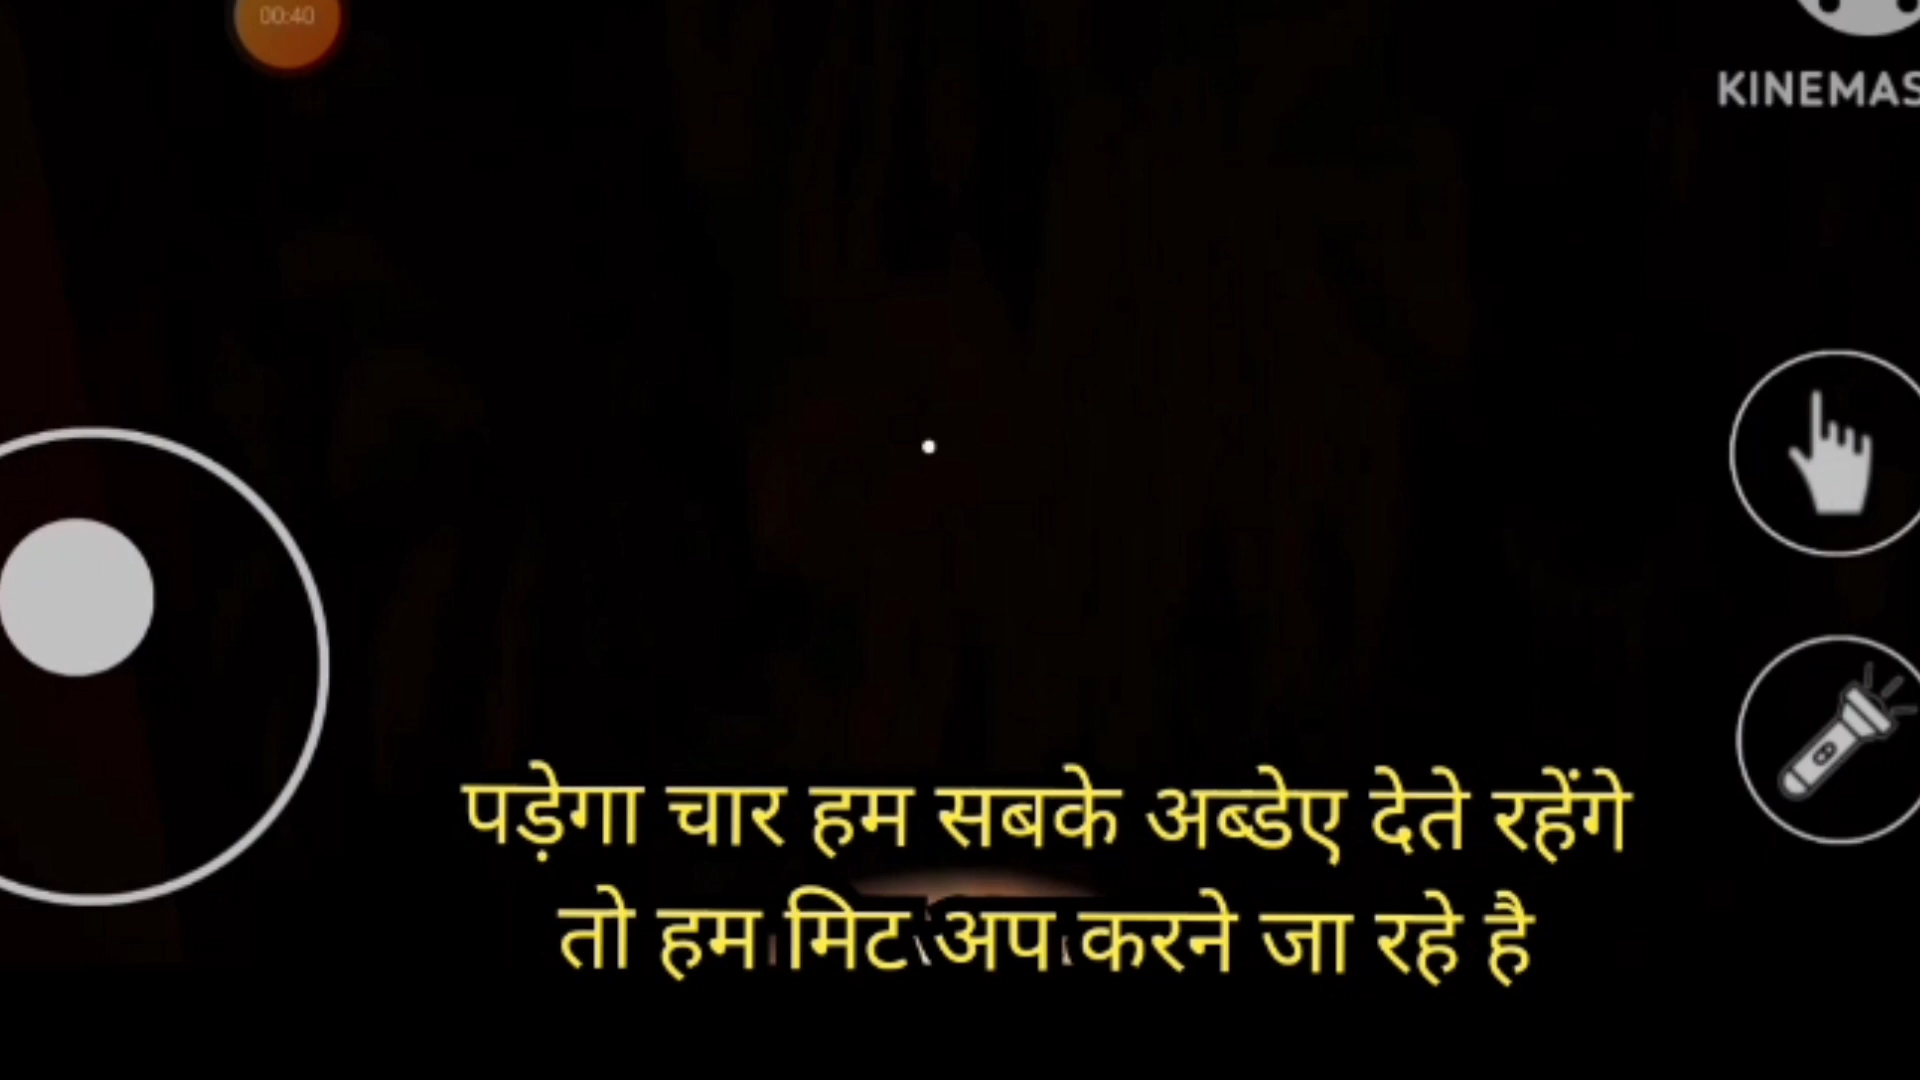 00:40
KINEMAS
पड़ेगा चार हम सबके अब्डेए देते रहेंगे
तो हम मिट अप करने जा रहे है